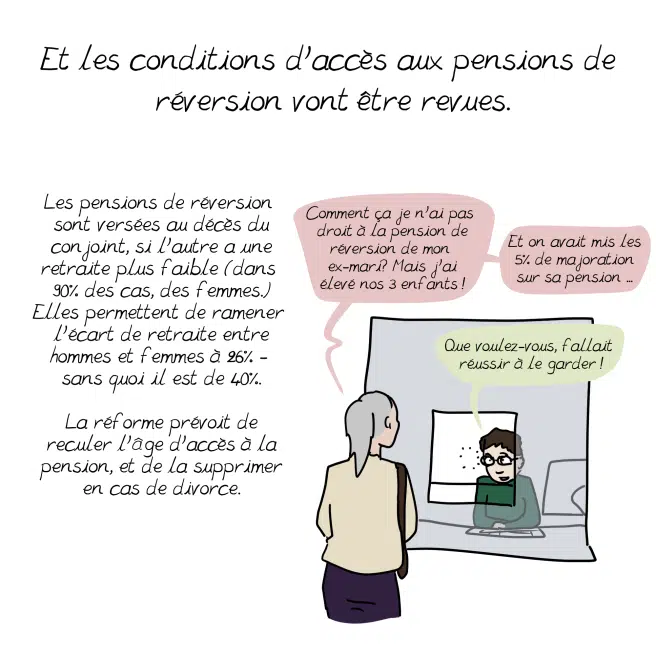 Et les conditions d'accès aux pensions de
réversion vont être revues.
Les pensions de réversion
sont versées au décès du
conjoint, si l'autre a une
retraite plus faible (dans
90% des cas, des femmes.)
Elles permettent de ramener
l'écart de retraite entre
hommes et femmes à 26% -
sans quoi il est de 40%.
La réforme prévoit de
reculer l'âge d'accès à la
pension, et de la supprimer
en cas de divorce.
Comment ça je n'ai pas
droit à la pension de
réversion de mon
ex-mari? Mais j'ai
élevé nos 3 enfants !
Et on avait mis les
5% de majoration
sur sa pension ...
Que voulez-vous, fallait
réussir à le garder !